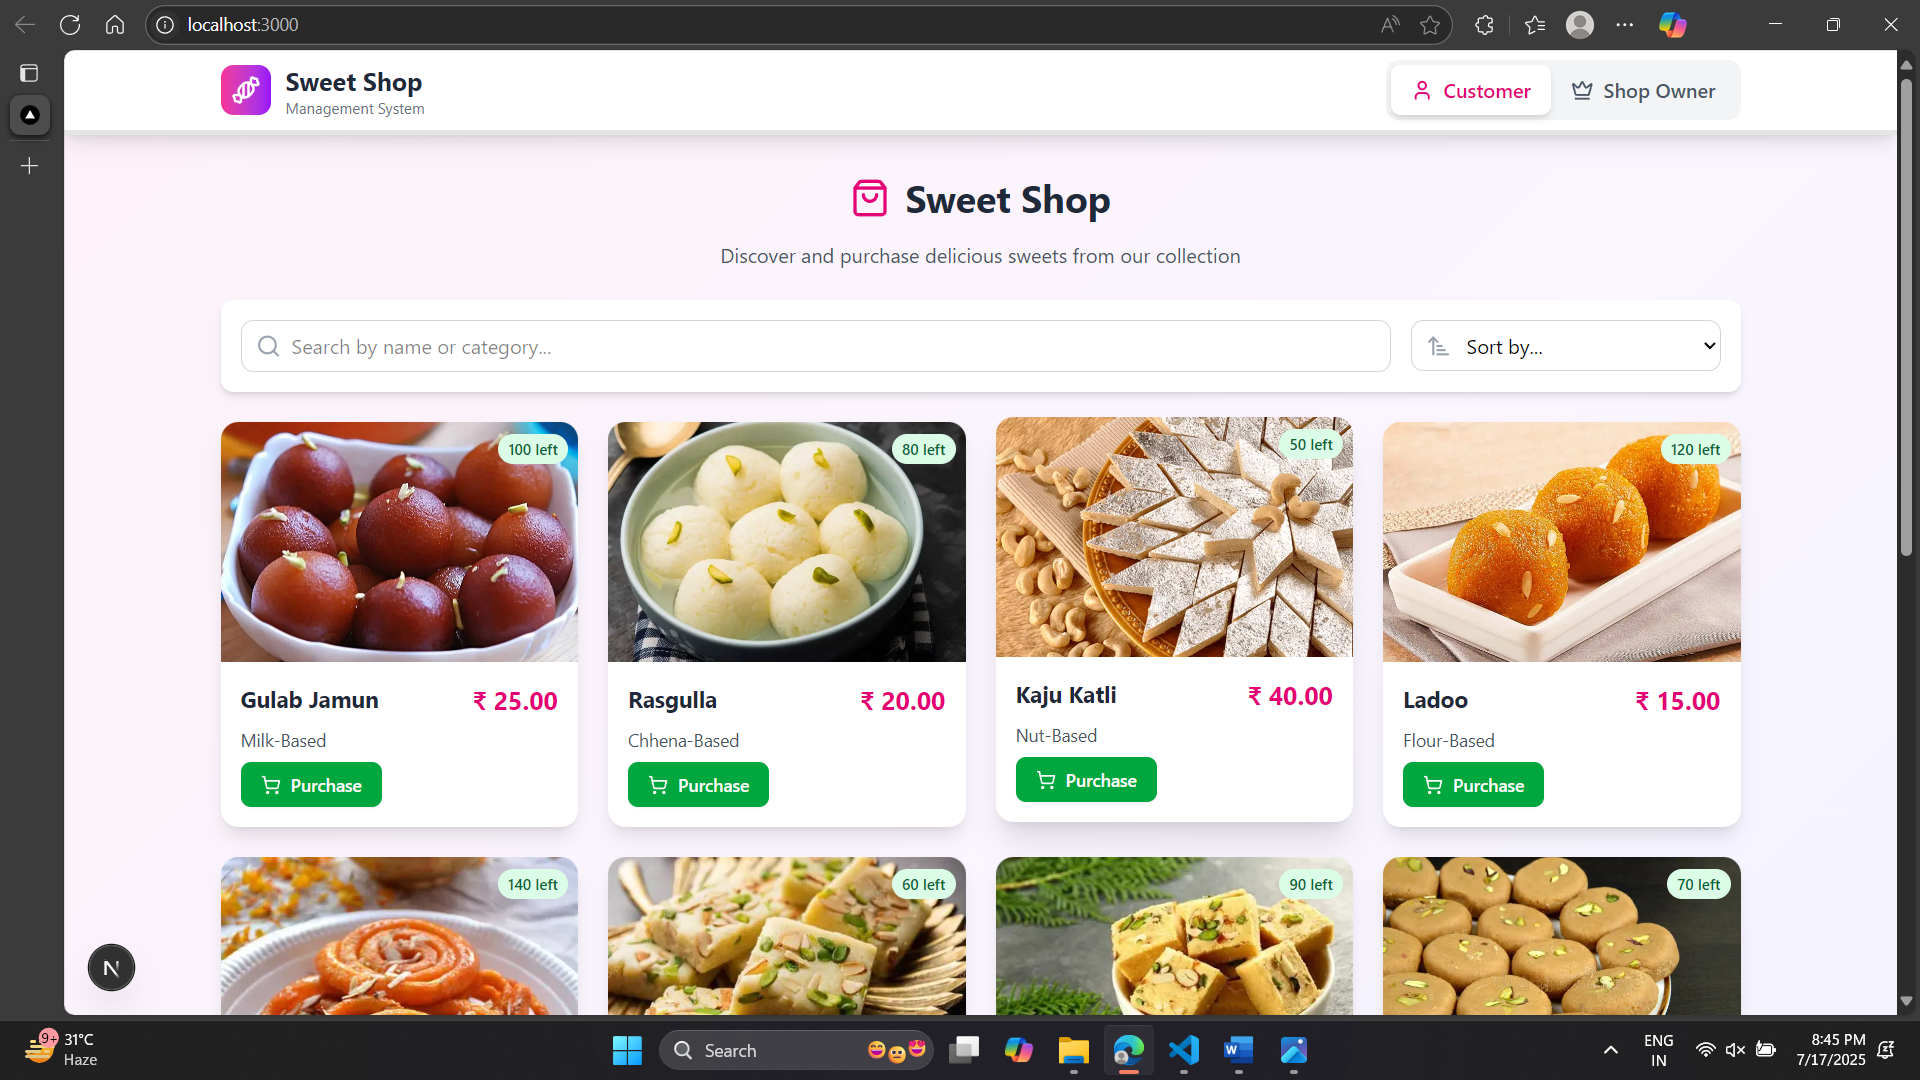 localhost:3000
Sweet Shop
Management System
Customer
Shop Owner
Sweet Shop
Discover and purchase delicious sweets from our collection
Search by name or category...
Sort by...
100 left
80 left
50 left
120 left
Gulab Jamun ₹ 25.00
Milk-Based
Purchase
Rasgulla ₹ 20.00
Chhena-Based
Purchase
Kaju Katli ₹ 40.00
Nut-Based
Purchase
Ladoo ₹ 15.00
Flour-Based
Purchase
140 left
60 left
90 left
70 left
N
9+
31°C
Haze
Search
W
ENG
IN
8:45 PM
7/17/2025